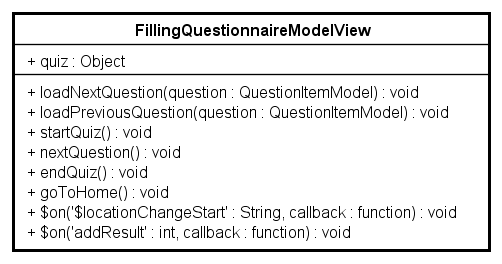 FillingQuestionnaireModelView
+ quiz : Object
+ loadNextQuestion(question : QuestionItemModel) : void
+ loadPreviousQuestion(question : QuestionItemModel) : void
+ startQuiz() : void
+ nextQuestion() : void
+ endQuiz() : void
+ goToHome() : void
+ $on('$locationChangeStart' : String, callback : function) : void
+ $on('addResult' : int, callback : function) : void